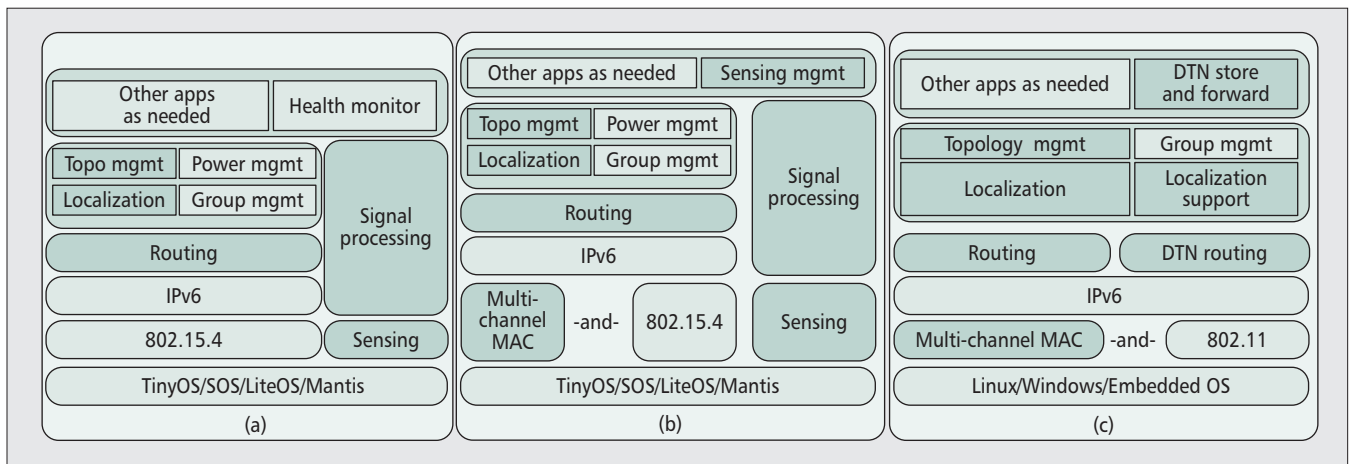 Other apps
as needed
Health monitor
Topo mgmt
Power mgmt
Localization
Group mgmt
Signal
processing
Routing
IPv6
802.15.4
Sensing
TinyOS/SOS/LiteOS/Mantis
(a)
Other apps as needed
Sensing mgmt
Topo mgmt
Power mgmt
Localization
Group mgmt
Signal
processing
Routing
IPv6
Multi-
channel
MAC
-and-
802.15.4
Sensing
TinyOS/SOS/LiteOS/Mantis
(b)
Other apps as needed
DTN store
and forward
Topology mgmt
Group mgmt
Localization
Localization
support
Routing
DTN routing
IPv6
Multi-channel MAC
-and-
802.11
Linux/Windows/Embedded OS
(c)